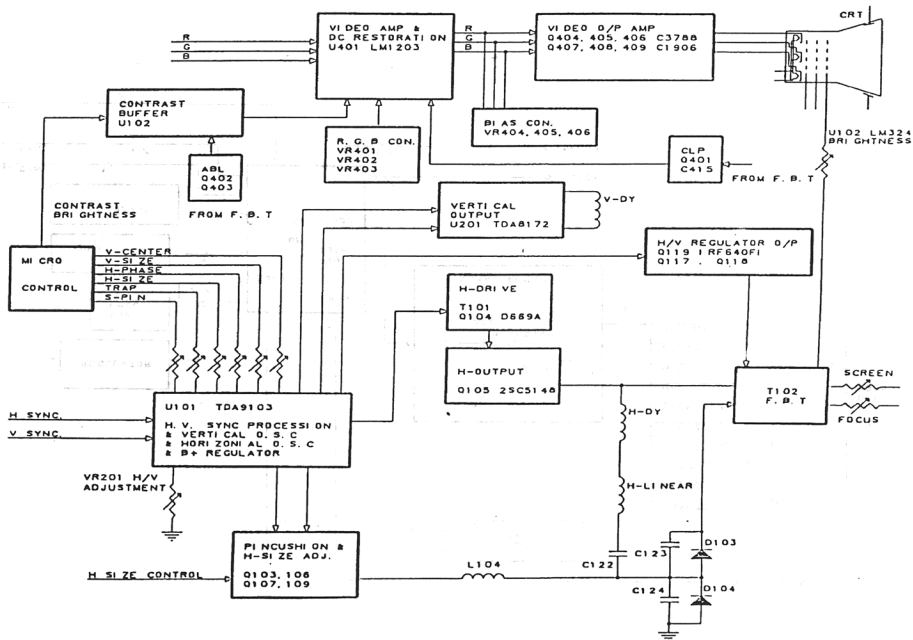 CRT
VIDEO AMP &
DC RESTORATION
U401 LM1203
R
G
B
R
G
B
VIDEO O/P AMP
Q404, 405, 406 C3788
Q407, 408, 409 C1906
CONTRAST
BUFFER
U102
BIAS CON.
VR404, 405, 406
R. G. B CON.
VR401
VR402
VR403
U102 LM324
BRIGHTNESS
CLP
Q401
C415
ABL
Q402
Q403
FROM F. B. T
FROM F. B. T
CONTRAST
BRIGHTNESS
VERTICAL
OUTPUT
U201 TDA8172
V-DY
H/V REGULATOR O/P
Q119 IRF640FI
Q117 . Q118
MICRO
CONTROL
V-CENTER
V-SIZE
H-PHASE
H-SIZE
TRAP
S-PIN
H-DRIVE
T101
Q104 D669A
H-OUTPUT
Q105 2SC5148
T102
F. B. T
SCREEN
FOCUS
U101 TDA9103
H. V. SYNC PROCESSION
& VERTICAL O. S. C
& HORIZONIAL O. S. C
& B+ REGULATOR
H SYNC.
V SYNC.
H-DY
H-LINEAR
VR201 H/V
ADJUSTMENT
PINCUSHION &
H-SIZE ADJ.
Q103, 106
Q107, 109
H SIZE CONTROL
L104
C122
C123
D103
C124
D104